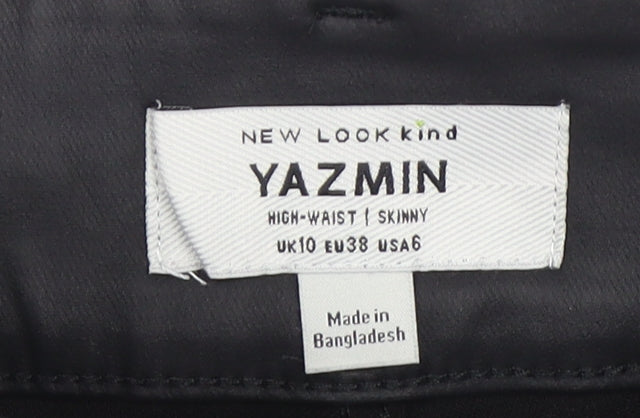 NEW LOOK kind
YAZMIN
HIGH-WAIST | SKINNY
UK10 EU38 USA6
Made in
Bangladesh